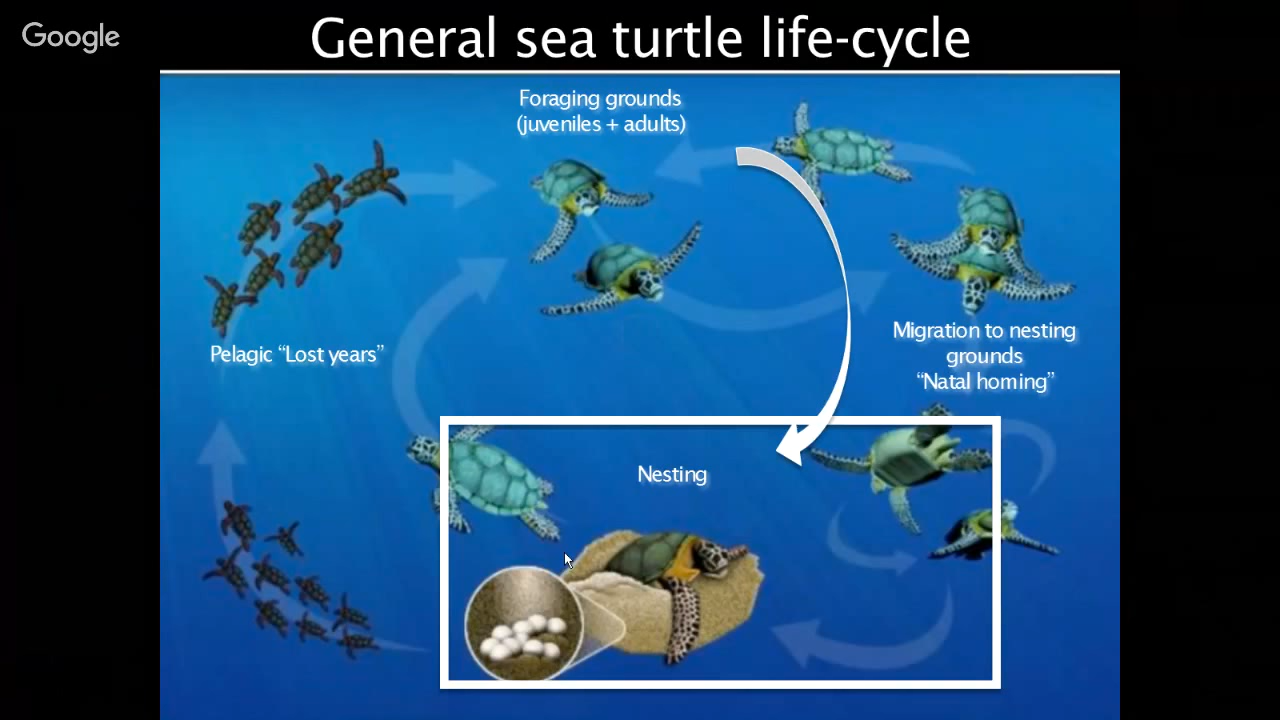 Google
General sea turtle life-cycle
Foraging grounds
(juveniles + adults)
Pelagic “Lost years”
Migration to nesting
grounds
“Natal homing”
Nesting